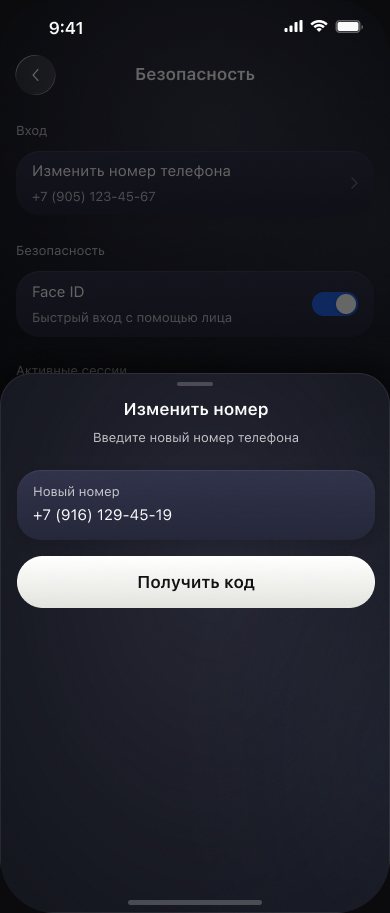 9:41
Безопасность
Вход
Изменить номер телефона
+7 (905) 123-45-67
Безопасность
Face ID
Быстрый вход с помощью лица
Активные сессии
Изменить номер
Введите новый номер телефона
Новый номер
+7 (916) 129-45-19
Получить код